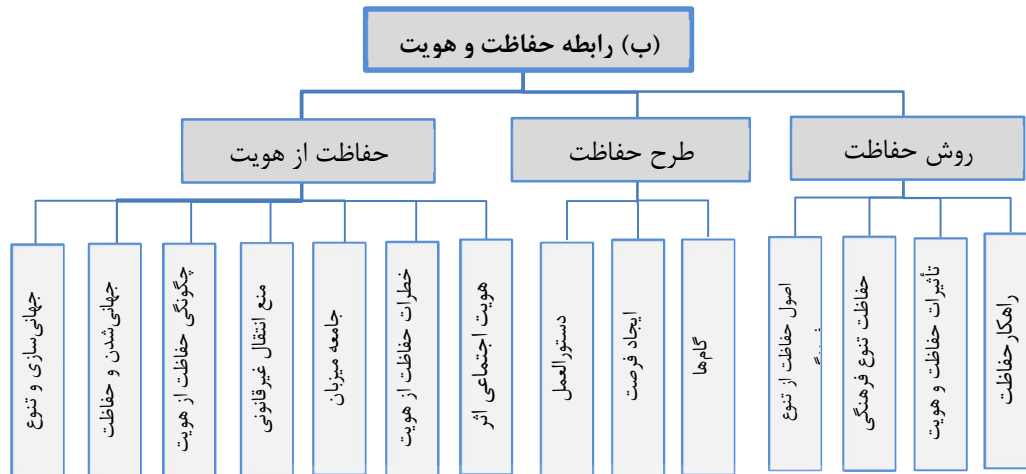 (ب) رابطه حفاظت و هویت
روش حفاظت
طرح حفاظت
حفاظت از هویت
راهکارحفاظت
تأثیرات حفاظت و هویت
حفاظت تنوع فرهنگی
اصول حفاظت از تنوع
گام‌ها
ایجاد فرصت
دستورالعمل
هویت اجتماعی اثر
خطرات حفاظت از هویت
جامعه میزبان
منع انتقال غیرقانونی
چگونگی حفاظت از هویت
جهانی‌شدن و حفاظت
جهانی‌سازی و تنوع